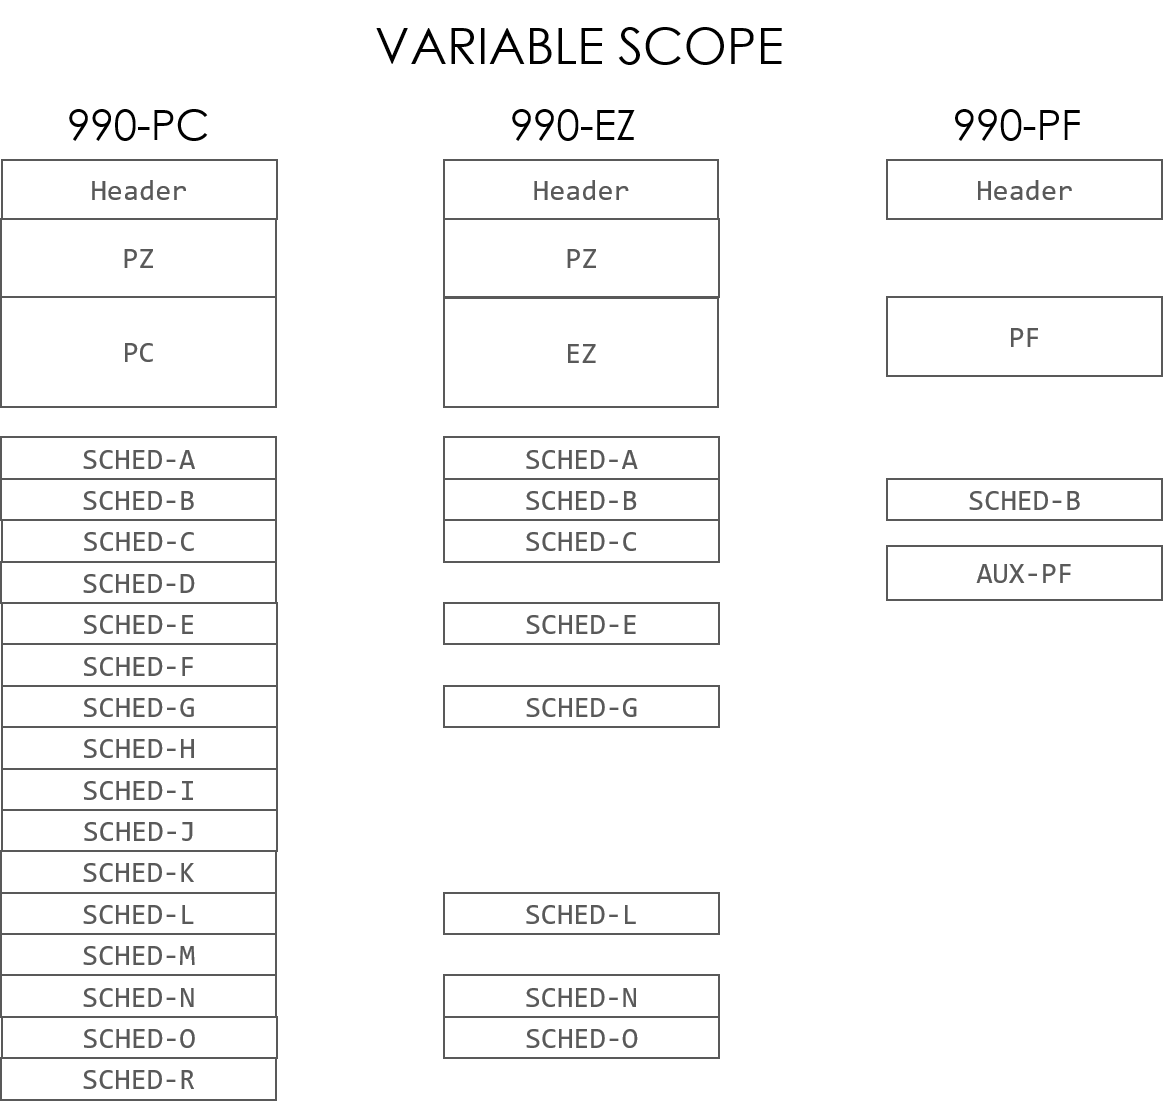 VARIABLE SCOPE
990-PC
Header
PZ
PC
SCHED-A
SCHED-B
SCHED-C
SCHED-D
SCHED-E
SCHED-F
SCHED-G
SCHED-H
SCHED-I
SCHED-J
SCHED-K
SCHED-L
SCHED-M
SCHED-N
SCHED-O
SCHED-R
990-EZ
Header
PZ
EZ
SCHED-A
SCHED-B
SCHED-C
SCHED-E
SCHED-G
SCHED-L
SCHED-N
SCHED-O
990-PF
Header
PF
SCHED-B
AUX-PF